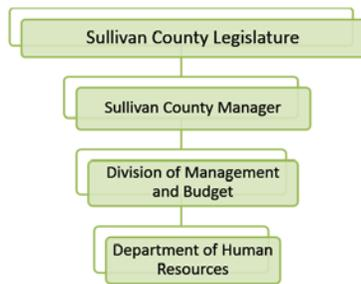 Sullivan County Legislature
Sullivan County Manager
Division of Management
and Budget
Department of Human
Resources